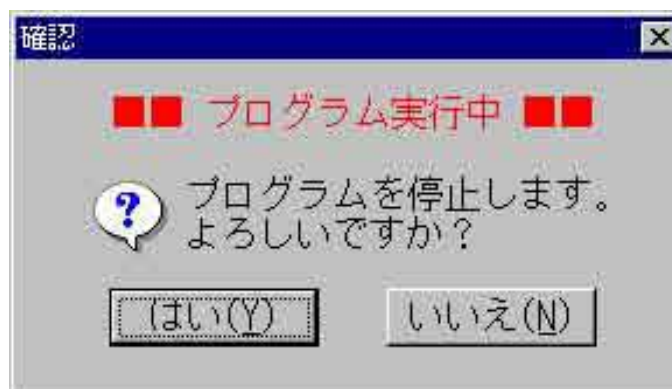 確認
■■ プログラム実行中 ■■
プログラムを停止します。
よろしいですか？
はい(Y) いいえ(N)